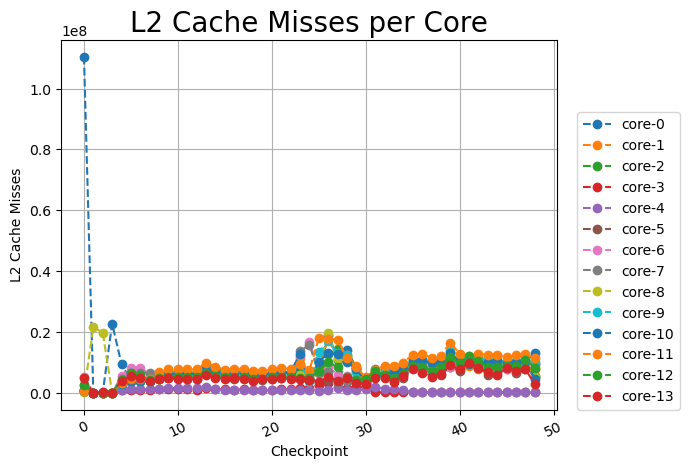 L2 Cache Misses per Core
1e8
1.0
0.8
0.6
0.4
0.2
0.0
L2 Cache Misses
0
10
20
30
40
50
Checkpoint
core-0
core-1
core-2
core-3
core-4
core-5
core-6
core-7
core-8
core-9
core-10
core-11
core-12
core-13